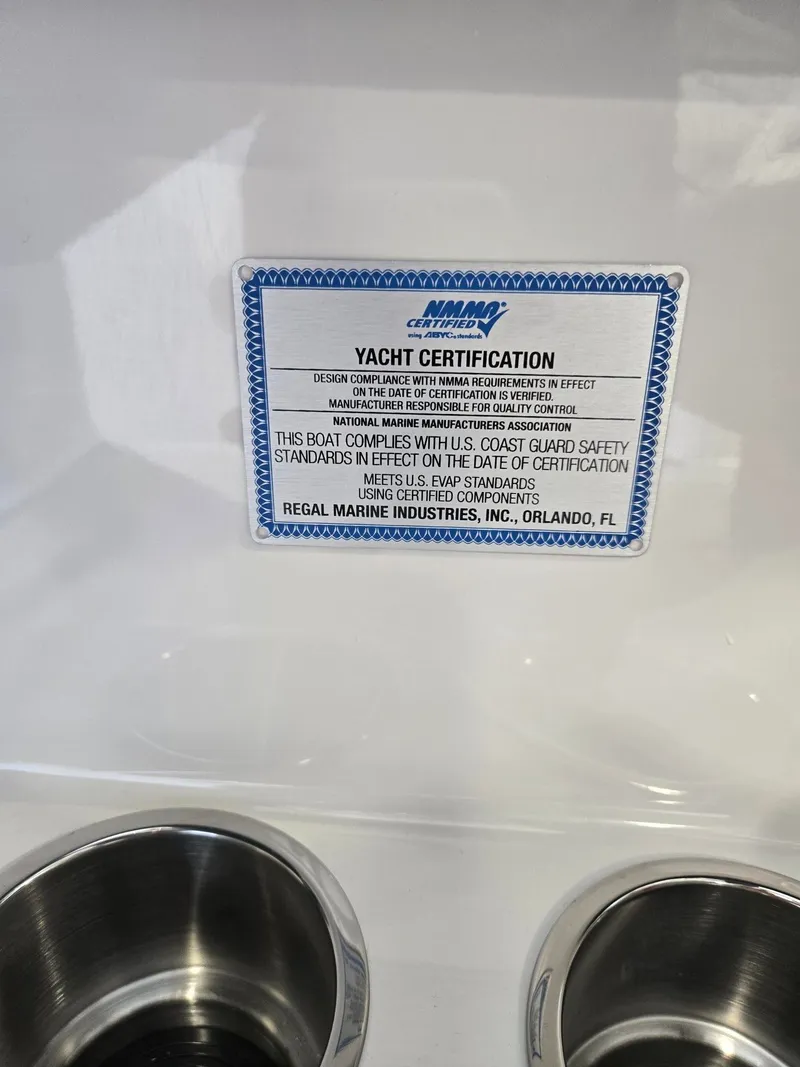 NMMA®
CERTIFIED
using ABYC® standards
YACHT CERTIFICATION
DESIGN COMPLIANCE WITH NMMA REQUIREMENTS IN EFFECT
ON THE DATE OF CERTIFICATION IS VERIFIED.
MANUFACTURER RESPONSIBLE FOR QUALITY CONTROL
NATIONAL MARINE MANUFACTURERS ASSOCIATION
THIS BOAT COMPLIES WITH U.S. COAST GUARD SAFETY
STANDARDS IN EFFECT ON THE DATE OF CERTIFICATION
MEETS U.S. EVAP STANDARDS
USING CERTIFIED COMPONENTS
REGAL MARINE INDUSTRIES, INC., ORLANDO, FL